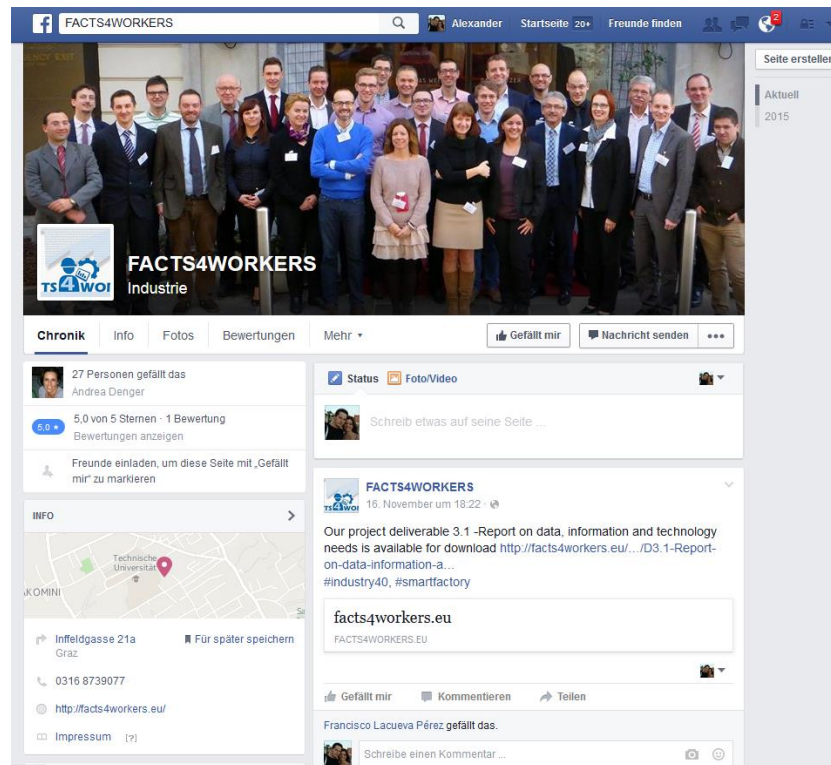 FACTS4WORKERS
Alexander Startseite 20+ Freunde finden 2
Seite erstellen
Aktuell
2015
TS4WOI
FACTS4WORKERS
Industrie
Chronik Info Fotos Bewertungen Mehr
Gefällt mir Nachricht senden
27 Personen gefällt das
Andrea Denger
5,0
5,0 von 5 Sternen · 1 Bewertung
Bewertungen anzeigen
Freunde einladen, um diese Seite mit „Gefällt
mir“ zu markieren
INFO
Technische
Universität
AKOMINI
Inffeldgasse 21a Für später speichern
Graz
0316 8739077
http://facts4workers.eu/
Impressum [?]
Status Foto/Video
Schreib etwas auf seine Seite ...
TS4WOI
FACTS4WORKERS
16. November um 18:22 ·
Our project deliverable 3.1 -Report on data, information and technology
needs is available for download http://facts4workers.eu/.../D3.1-Report-
on-data-information-a...
#industry40, #smartfactory
facts4workers.eu
FACTS4WORKERS.EU
Gefällt mir Kommentieren Teilen
Francisco Lacueva Pérez gefällt das.
Schreibe einen Kommentar ...